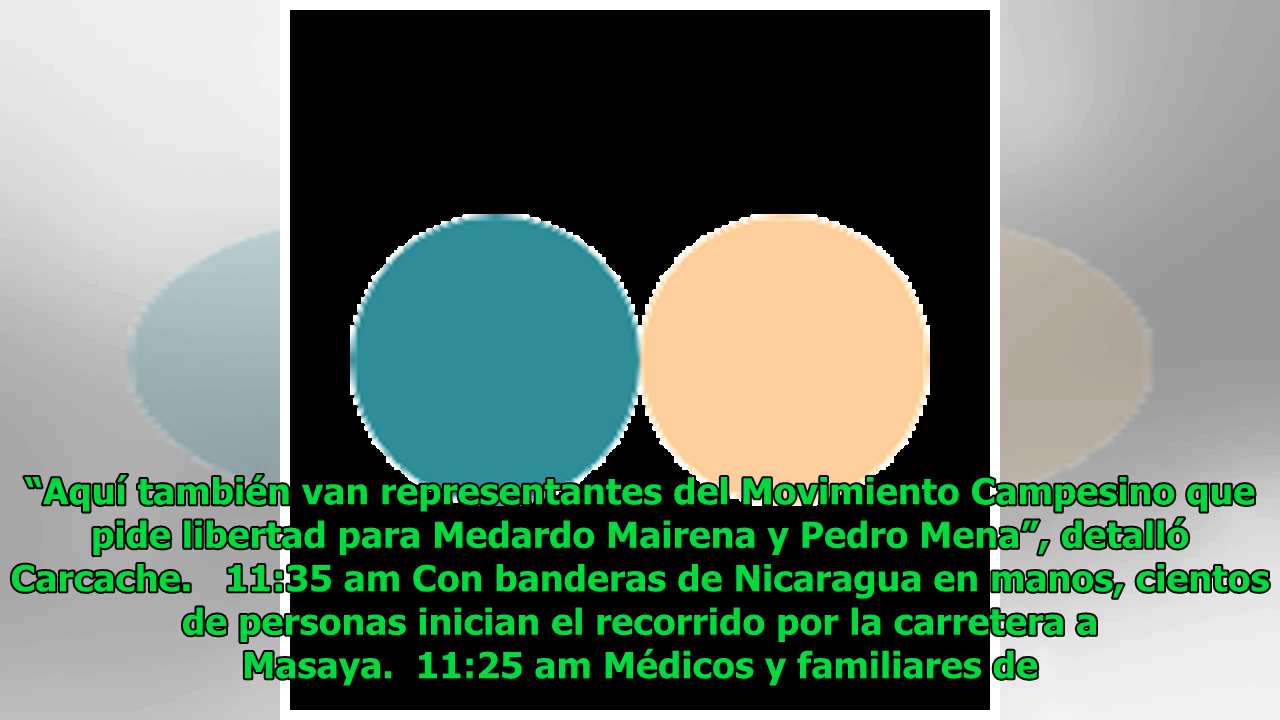 “Aquí también van representantes del Movimiento Campesino que
pide libertad para Medardo Mairena y Pedro Mena”, detalló
Carcache.   11:35 am Con banderas de Nicaragua en manos, cientos
de personas inician el recorrido por la carretera a
Masaya.  11:25 am Médicos y familiares de